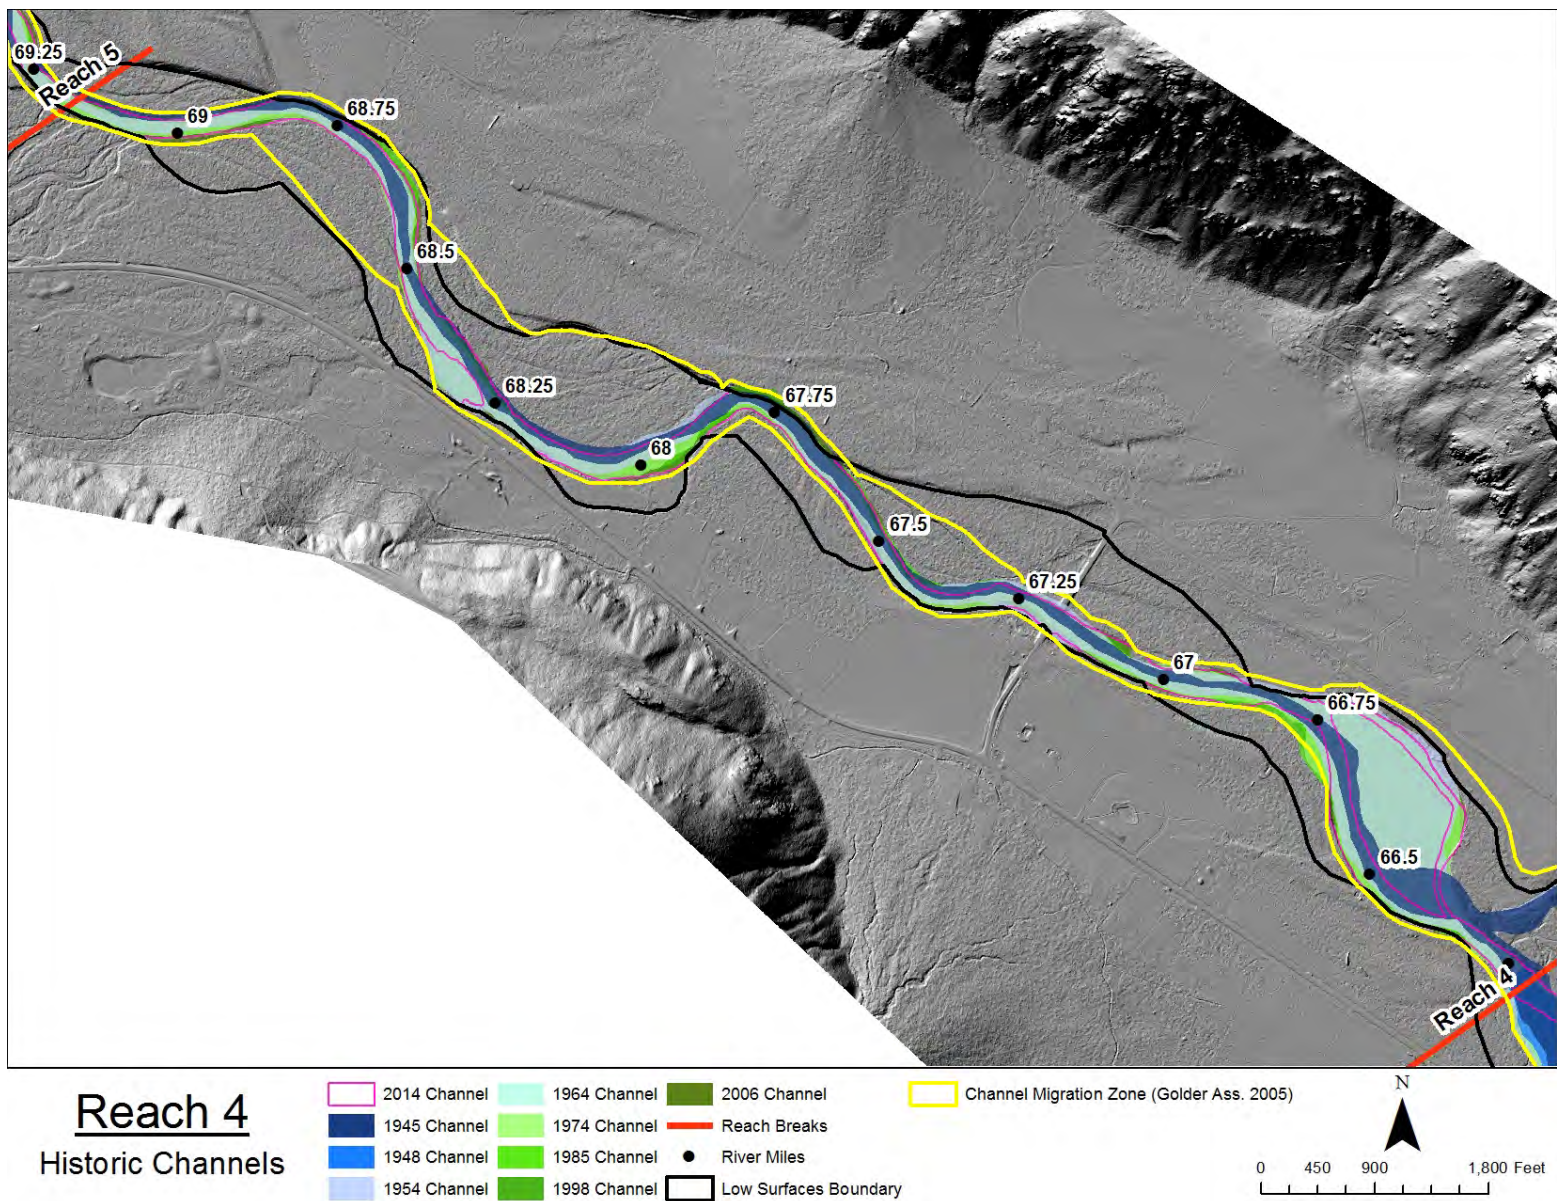 69.25
Reach 5
69
68.75
68.5
68.25
68
67.75
67.5
67.25
67
66.75
66.5
Reach 4
Reach 4
Historic Channels
2014 Channel
1945 Channel
1948 Channel
1954 Channel
1964 Channel
1974 Channel
1985 Channel
1998 Channel
2006 Channel
Reach Breaks
River Miles
Low Surfaces Boundary
Channel Migration Zone (Golder Ass. 2005)
N
0 450 900 1,800 Feet